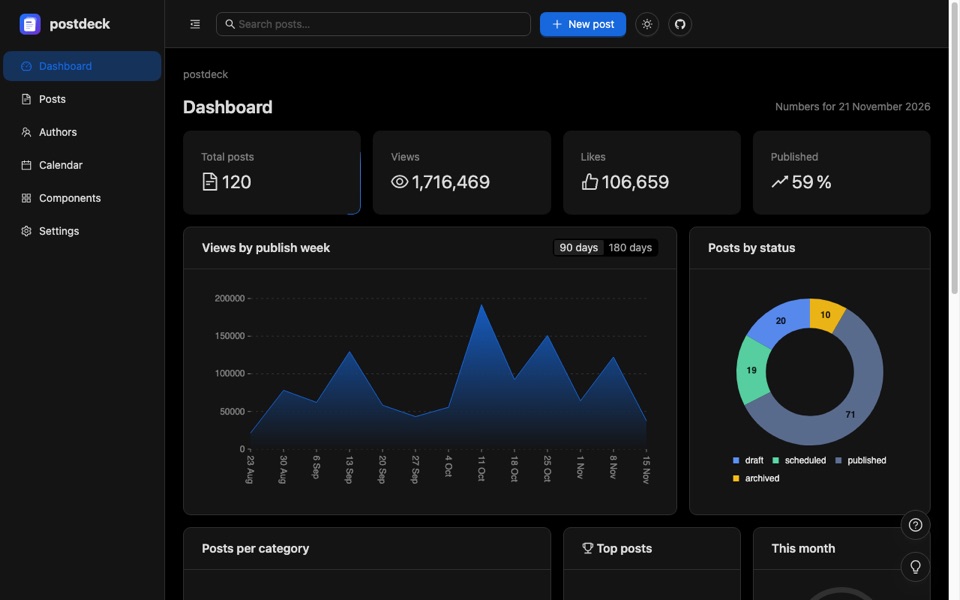 postdeck
Search posts...
New post
Dashboard
Posts
Authors
Calendar
Components
Settings
postdeck
Dashboard
Numbers for 21 November 2026
Total posts
120
Views
1,716,469
Likes
106,659
Published
59 %
Views by publish week
90 days 180 days
200000
150000
100000
50000
0
23 Aug
30 Aug
6 Sep
13 Sep
20 Sep
27 Sep
4 Oct
11 Oct
18 Oct
25 Oct
1 Nov
8 Nov
15 Nov
Posts by status
20
10
19
71
draft scheduled published
archived
Posts per category
Top posts
This month